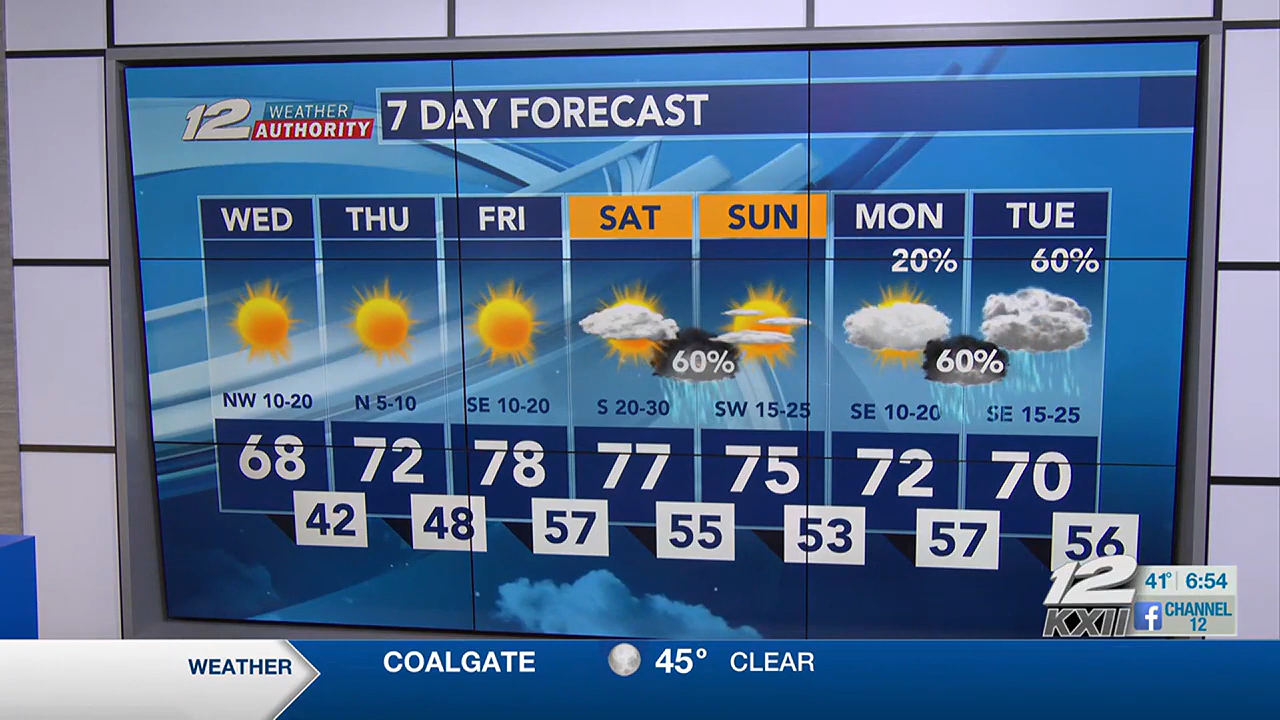 12 WEATHER AUTHORITY
7 DAY FORECAST
WED THU FRI SAT SUN MON TUE
20% 60%
60% 60%
NW 10-20 N 5-10 SE 10-20 S 20-30 SW 15-25 SE 10-20 SE 15-25
68 72 78 77 75 72 70
42 48 57 55 53 57 56
12 KXII
41° 6:54
f CHANNEL 12
WEATHER COALGATE 45° CLEAR